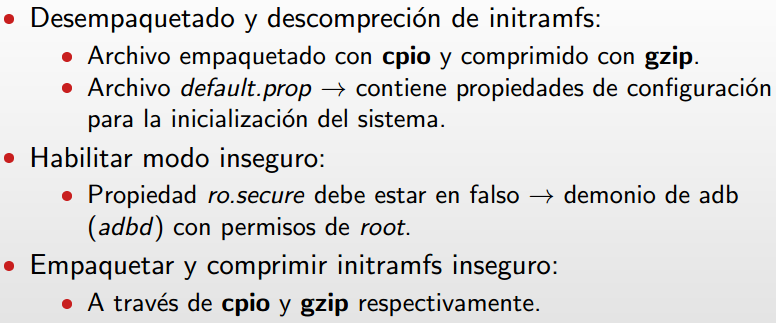 • Desempaquetado y descompreción de initramfs:
• Archivo empaquetado con cpio y comprimido con gzip.
• Archivo default.prop → contiene propiedades de configuración
para la inicialización del sistema.
• Habilitar modo inseguro:
• Propiedad ro.secure debe estar en falso → demonio de adb
(adbd) con permisos de root.
• Empaquetar y comprimir initramfs inseguro:
• A través de cpio y gzip respectivamente.